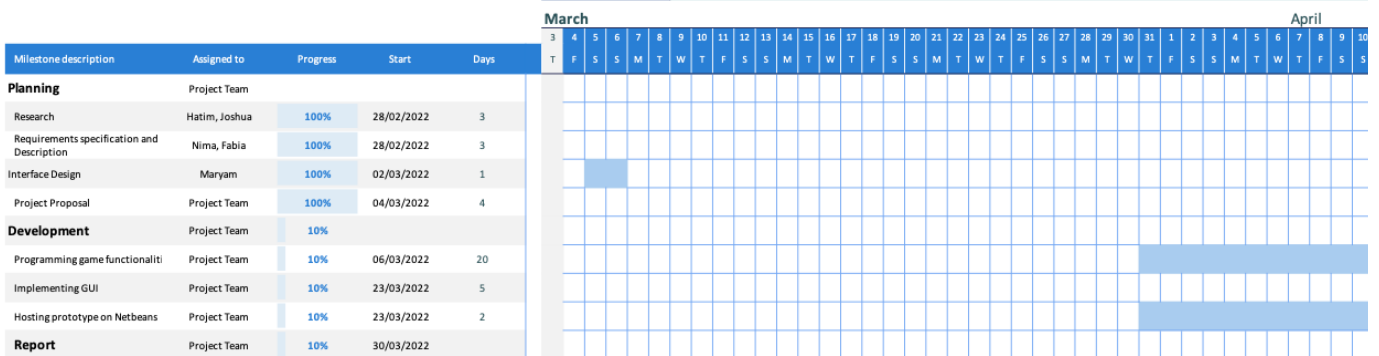 March April
3 4 5 6 7 8 9 10 11 12 13 14 15 16 17 18 19 20 21 22 23 24 25 26 27 28 29 30 31 1 2 3 4 5 6 7 8 9 10
Milestone description Assigned to Progress Start Days T F S S M T W T F S S M T W T F S S M T W T F S S M T W T F S S M T W T F S S
Planning Project Team
Research Hatim, Joshua 100% 28/02/2022 3
Requirements specification and
Description Nima, Fabia 100% 28/02/2022 3
Interface Design Maryam 100% 02/03/2022 1
Project Proposal Project Team 100% 04/03/2022 4
Development Project Team 10%
Programming game functionaliti Project Team 10% 06/03/2022 20
Implementing GUI Project Team 10% 23/03/2022 5
Hosting prototype on Netbeans Project Team 10% 23/03/2022 2
Report Project Team 10% 30/03/2022